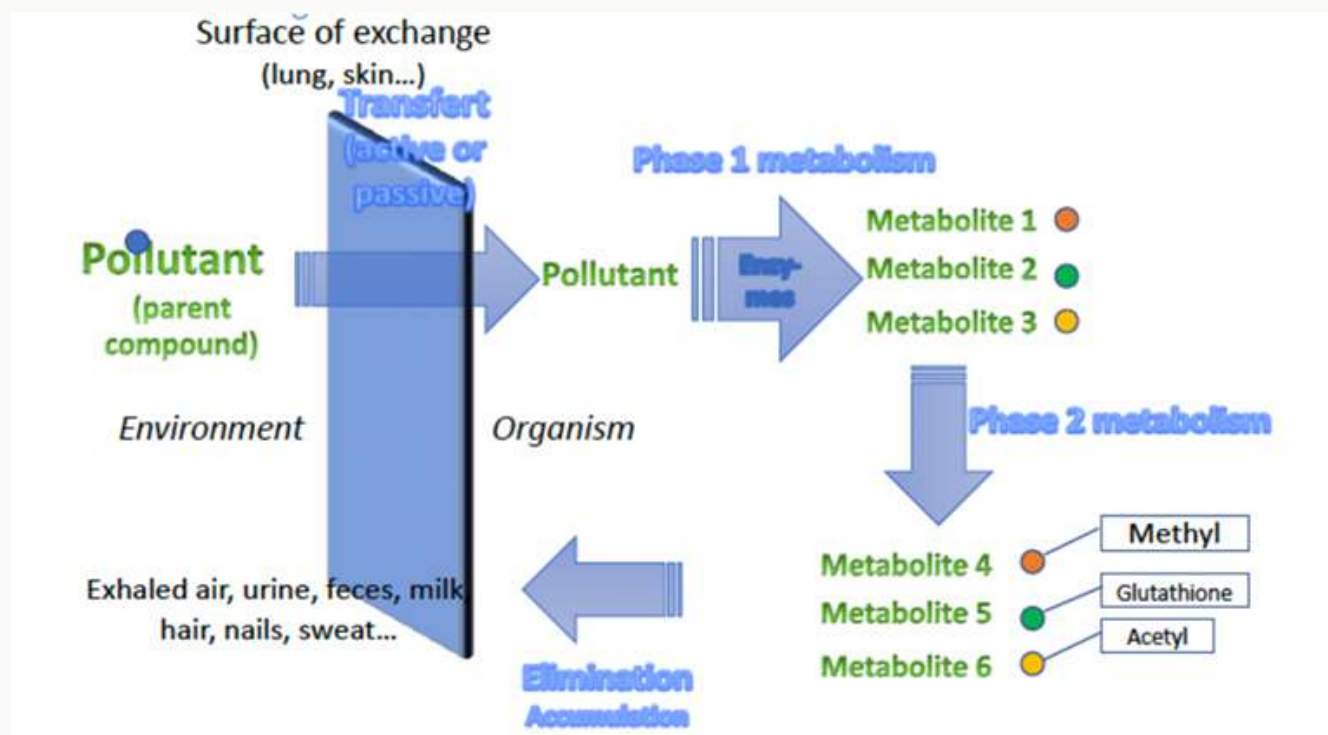 Surface of exchange
(lung, skin...)
Transfert
(active or
passive)
Phase 1 metabolism
Pollutant
(parent
compound)
Pollutant
Enzy-
mes
Metabolite 1
Metabolite 2
Metabolite 3
Environment
Organism
Phase 2 metabolism
Metabolite 4
Metabolite 5
Metabolite 6
Methyl
Glutathione
Acetyl
Exhaled air, urine, feces, milk,
hair, nails, sweat...
Elimination
Accumulation